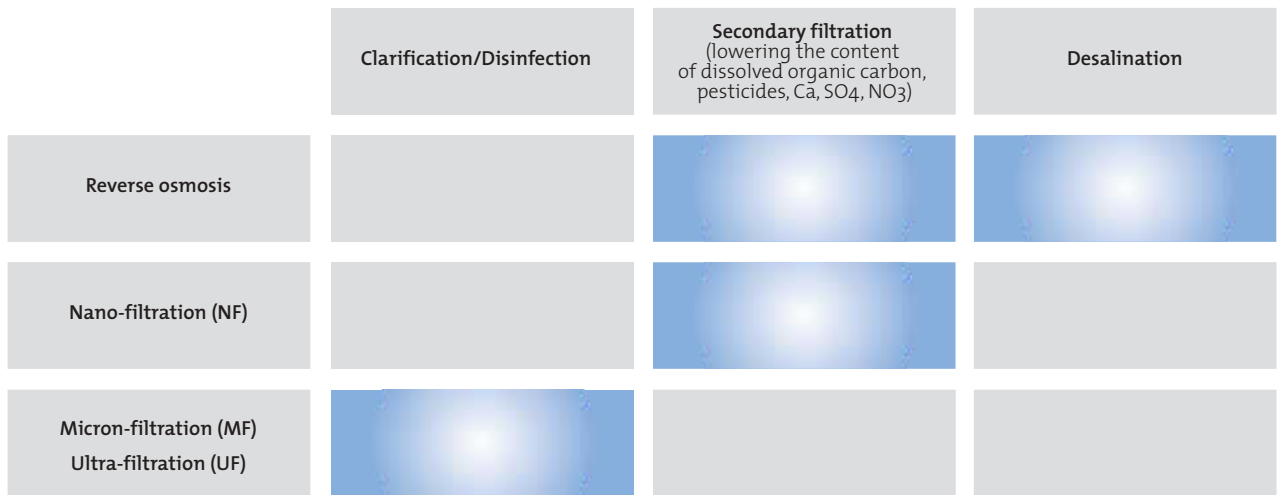 Clarification/Disinfection
Secondary filtration
(lowering the content
of dissolved organic carbon,
pesticides, Ca, SO4, NO3)
Desalination
Reverse osmosis
Nano-filtration (NF)
Micron-filtration (MF)
Ultra-filtration (UF)